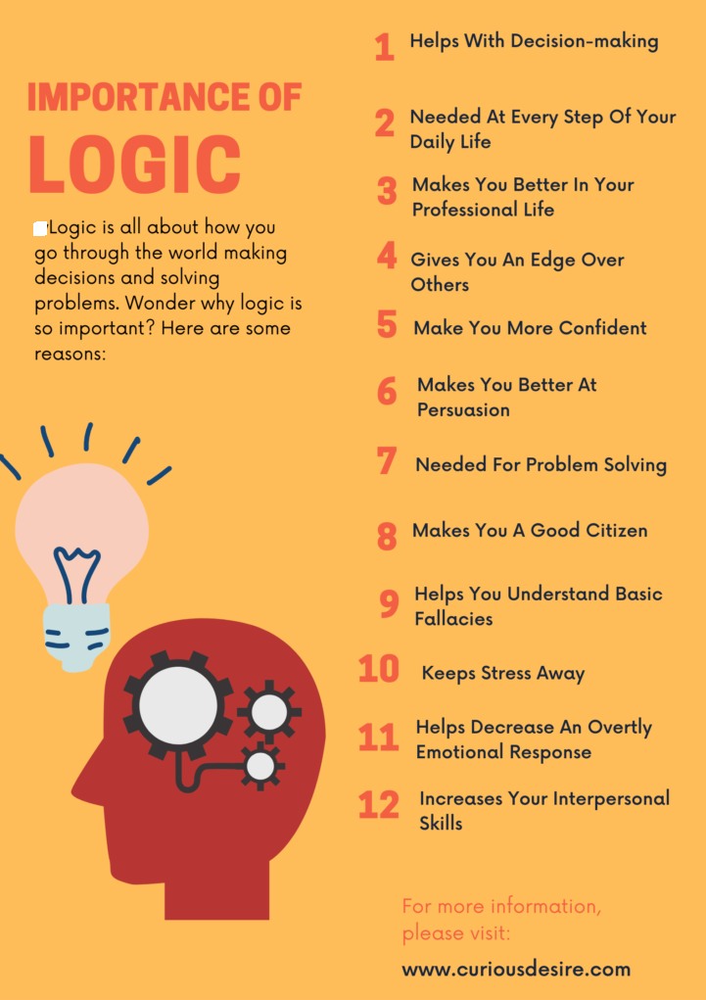 IMPORTANCE OF
LOGIC
Logic is all about how you
go through the world making
decisions and solving
problems. Wonder why logic is
so important? Here are some
reasons:
1 Helps With Decision-making
2 Needed At Every Step Of Your
Daily Life
3 Makes You Better In Your
Professional Life
4 Gives You An Edge Over
Others
5 Make You More Confident
6 Makes You Better At
Persuasion
7 Needed For Problem Solving
8 Makes You A Good Citizen
9 Helps You Understand Basic
Fallacies
10 Keeps Stress Away
11 Helps Decrease An Overtly
Emotional Response
12 Increases Your Interpersonal
Skills
For more information,
please visit:
www.curiousdesire.com